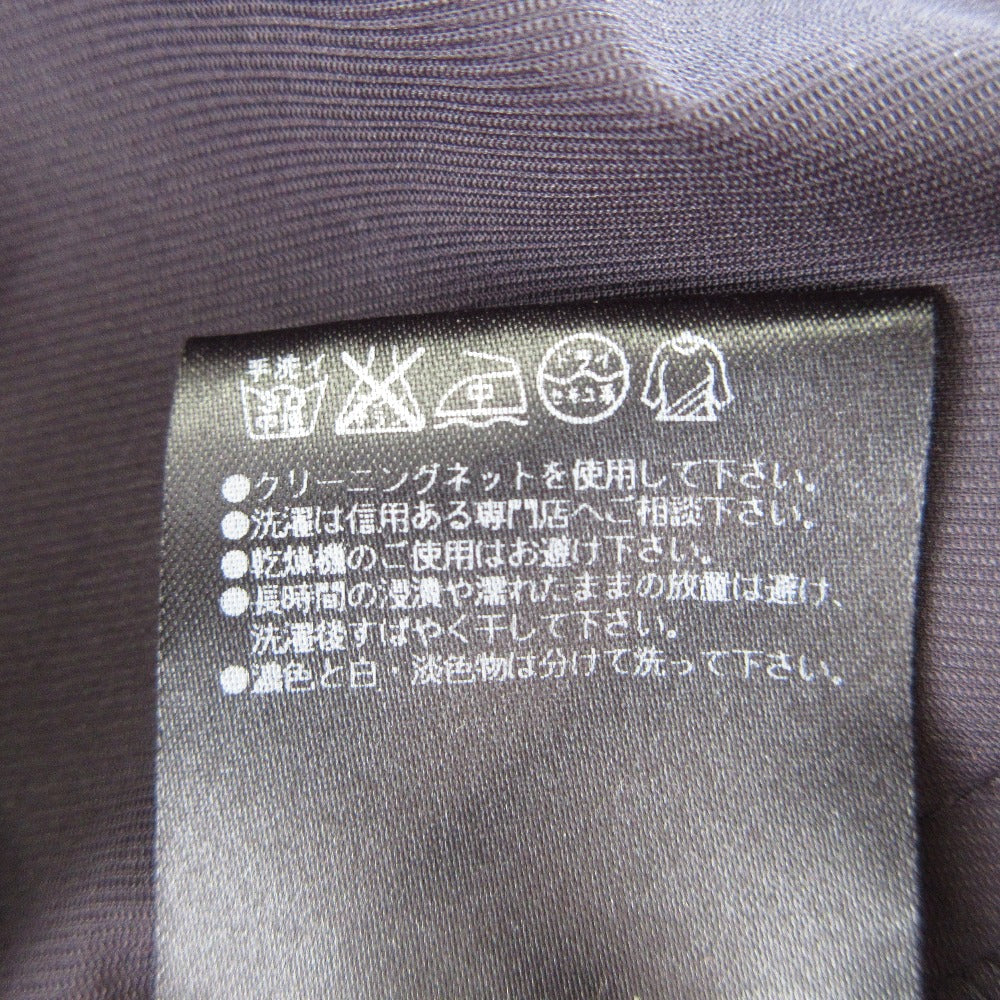 手洗イ
中性
中
ドライ
セキユ系
●クリーニングネットを使用して下さい。
●洗濯は信用ある専門店へご相談下さい。
●乾燥機のご使用はお避け下さい。
●長時間の浸漬や濡れたままの放置は避け、
洗濯後すばやく干して下さい。
●濃色と白・淡色物は分けて洗って下さい。